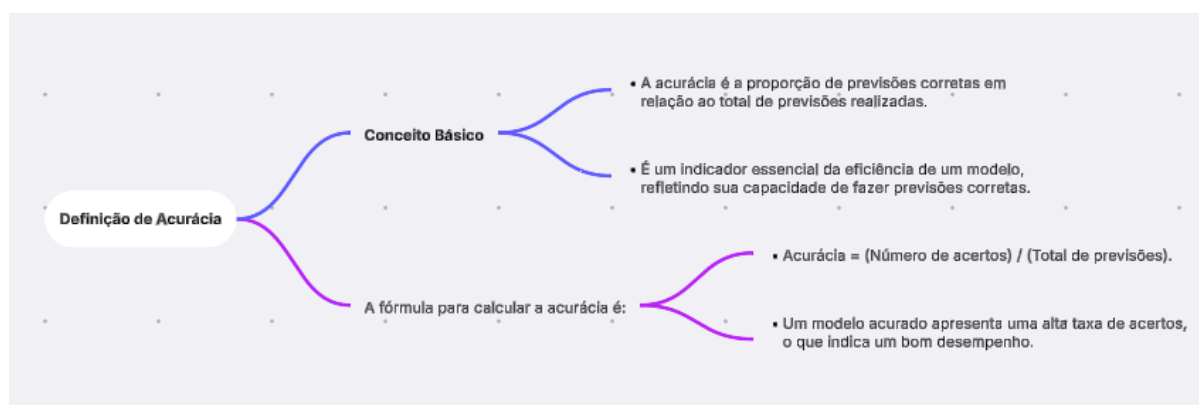 Definição de Acurácia
Conceito Básico
• A acurácia é a proporção de previsões corretas em
relação ao total de previsões realizadas.
• É um indicador essencial da eficiência de um modelo,
refletindo sua capacidade de fazer previsões corretas.
A fórmula para calcular a acurácia é:
• Acurácia = (Número de acertos) / (Total de previsões).
• Um modelo acurado apresenta uma alta taxa de acertos,
o que indica um bom desempenho.